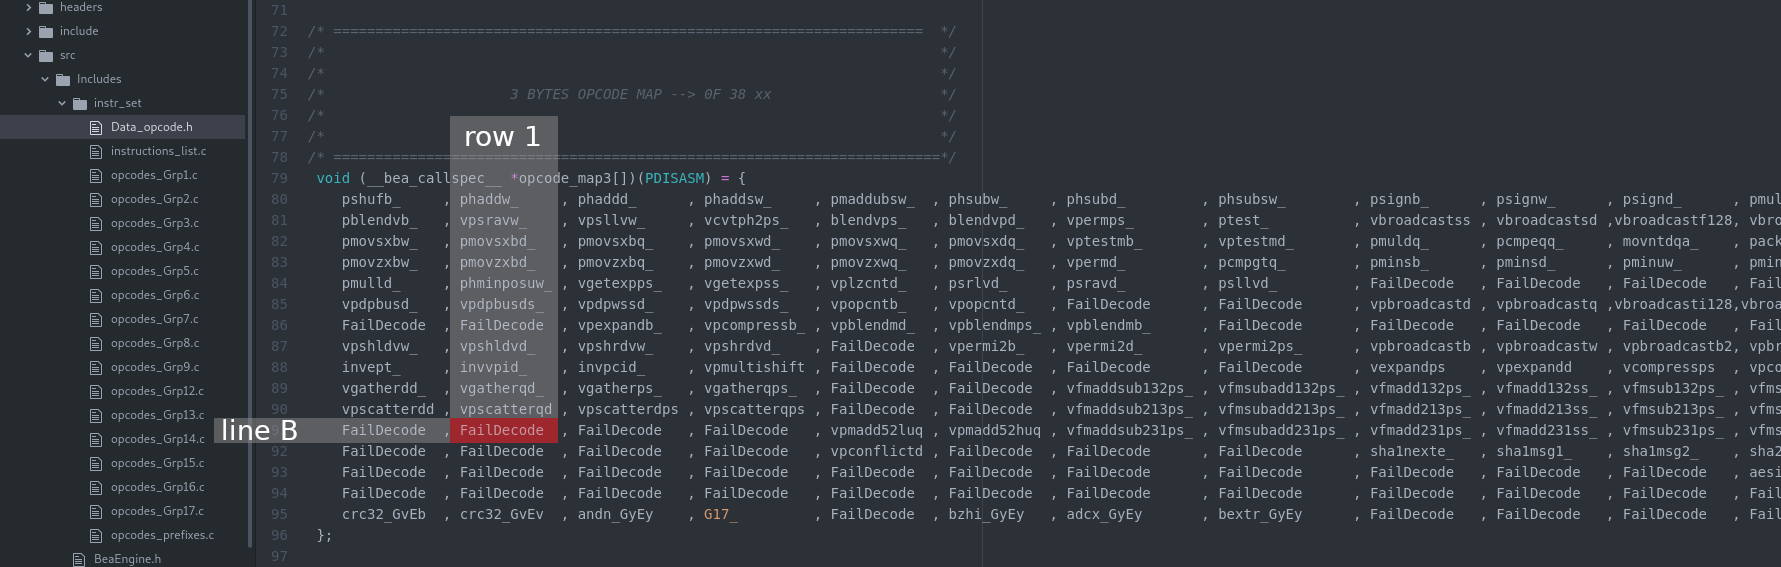 headers
include
src
Includes
instr_set
Data_opcode.h
instructions_list.c
opcodes_Grp1.c
opcodes_Grp2.c
opcodes_Grp3.c
opcodes_Grp4.c
opcodes_Grp5.c
opcodes_Grp6.c
opcodes_Grp7.c
opcodes_Grp8.c
opcodes_Grp9.c
opcodes_Grp12.c
opcodes_Grp13.c
opcodes_Grp14.c
opcodes_Grp15.c
opcodes_Grp16.c
opcodes_Grp17.c
opcodes_prefixes.c
BeaEngine.h
row 1
line B
71
72 /* ====================================================================== */
73 /* */
74 /* */
75 /* 3 BYTES OPCODE MAP --> 0F 38 xx */
76 /* */
77 /* */
78 /* ========================================================================*/
79 void (__bea_callspec__ *opcode_map3[])(PDISASM) = {
80 pshufb_ , phaddw_ , phaddd_ , phaddsw_ , pmaddubsw_ , phsubw_ , phsubd_ , phsubsw_ , psignb_ , psignw_ , psignd_ , pmul
81 pblendvb_ , vpsravw_ , vpsllvw_ , vcvtph2ps_ , blendvps_ , blendvpd_ , vpermps_ , ptest_ , vbroadcastss , vbroadcastsd ,vbroadcastf128, vbro
82 pmovsxbw_ , pmovsxbd_ , pmovsxbq_ , pmovsxwd_ , pmovsxwq_ , pmovsxdq_ , vptestmb_ , vptestmd_ , pmuldq_ , pcmpeqq_ , movntdqa_ , pack
83 pmovzxbw_ , pmovzxbd_ , pmovzxbq_ , pmovzxwd_ , pmovzxwq_ , pmovzxdq_ , vpermd_ , pcmpgtq_ , pminsb_ , pminsd_ , pminuw_ , pmin
84 pmulld_ , phminposuw_ , vgetexpps_ , vgetexpss_ , vplzcntd_ , psrlvd_ , psravd_ , psllvd_ , FailDecode , FailDecode , FailDecode , Fail
85 vpdpbusd_ , vpdpbusds_ , vpdpwssd_ , vpdpwssds_ , vpopcntb_ , vpopcntd_ , FailDecode , FailDecode , vpbroadcastd , vpbroadcastq ,vbroadcasti128,vbroa
86 FailDecode , FailDecode , vpexpandb_ , vpcompressb_ , vpblendmd_ , vpblendmps_ , vpblendmb_ , FailDecode , FailDecode , FailDecode , FailDecode , Fail
87 vpshldvw_ , vpshldvd_ , vpshrdvw_ , vpshrdvd_ , FailDecode , vpermi2b_ , vpermi2d_ , vpermi2ps_ , vpbroadcastb , vpbroadcastw , vpbroadcastb2, vpbr
88 invept_ , invvpid_ , invpcid_ , vpmultishift , FailDecode , FailDecode , FailDecode , FailDecode , vexpandps , vpexpandd , vcompressps , vpco
89 vgatherdd_ , vgatherqd_ , vgatherps_ , vgatherqps_ , FailDecode , FailDecode , vfmaddsub132ps_ , vfmsubadd132ps_ , vfmadd132ps_ , vfmadd132ss_ , vfmsub132ps_ , vfms
90 vpscatterdd , vpscatterqd , vpscatterdps , vpscatterqps , FailDecode , FailDecode , vfmaddsub213ps_ , vfmsubadd213ps_ , vfmadd213ps_ , vfmadd213ss_ , vfmsub213ps_ , vfms
FailDecode , FailDecode , FailDecode , FailDecode , vpmadd52luq , vpmadd52huq , vfmaddsub231ps_ , vfmsubadd231ps_ , vfmadd231ps_ , vfmadd231ss_ , vfmsub231ps_ , vfms
92 FailDecode , FailDecode , FailDecode , FailDecode , vpconflictd , FailDecode , FailDecode , FailDecode , sha1nexte_ , sha1msg1_ , sha1msg2_ , sha2
93 FailDecode , FailDecode , FailDecode , FailDecode , FailDecode , FailDecode , FailDecode , FailDecode , FailDecode , FailDecode , FailDecode , aesi
94 FailDecode , FailDecode , FailDecode , FailDecode , FailDecode , FailDecode , FailDecode , FailDecode , FailDecode , FailDecode , FailDecode , Fail
95 crc32_GvEb , crc32_GvEv , andn_GyEy , G17_ , FailDecode , bzhi_GyEy , adcx_GyEy , bextr_GyEy , FailDecode , FailDecode , FailDecode , Fail
96 };
97